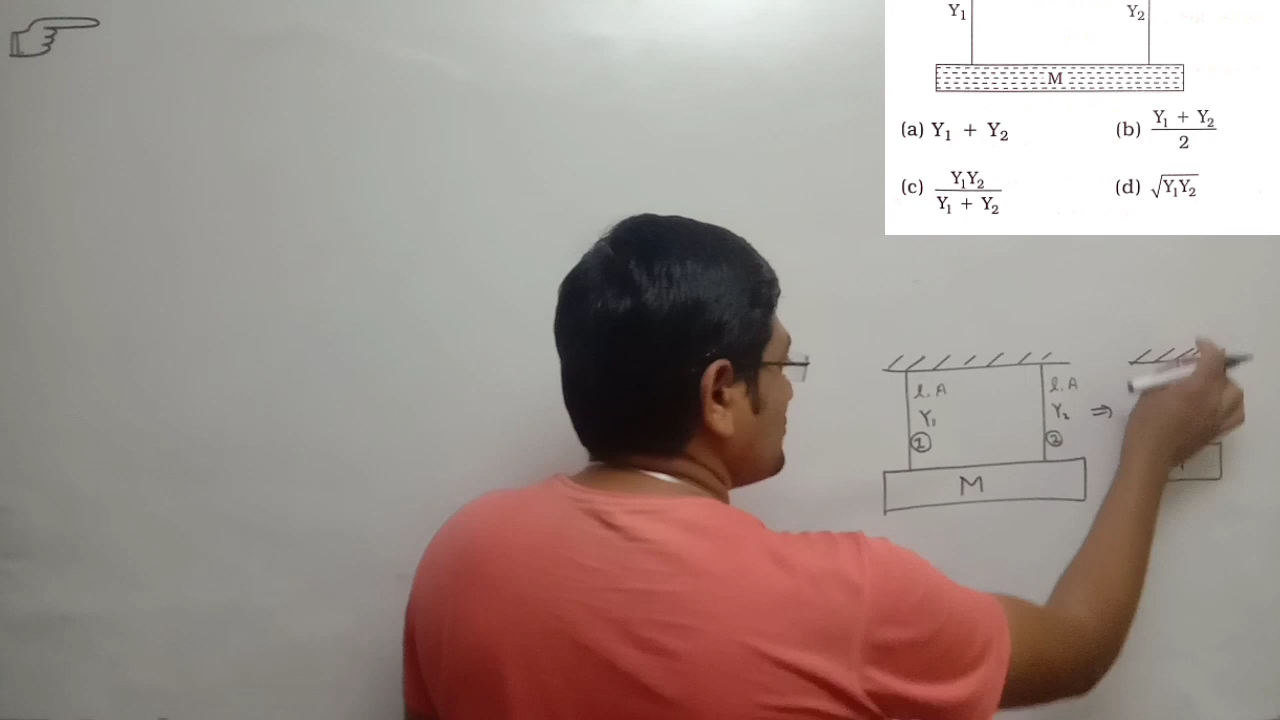 Y₁ Y₂
M
(a) Y₁ + Y₂ (b) (Y₁ + Y₂)/2
(c) Y₁Y₂/(Y₁ + Y₂) (d) √Y₁Y₂
l. A l. A
Y₁ Y₂ ⇒
① ②
M